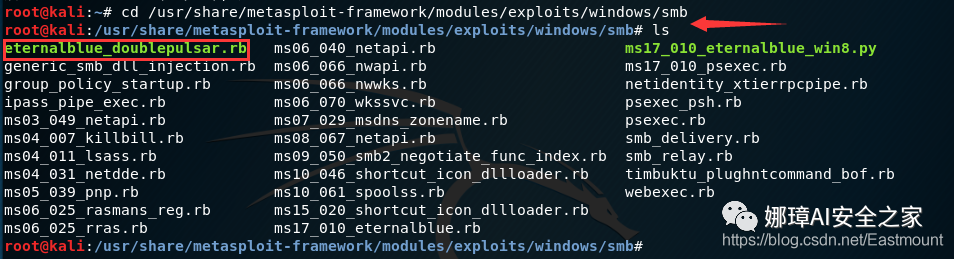 root@kali:~# cd /usr/share/metasploit-framework/modules/exploits/windows/smb
root@kali:/usr/share/metasploit-framework/modules/exploits/windows/smb# ls
eternalblue_doublepulsar.rb ms06_040_netapi.rb ms17_010_eternalblue_win8.py
generic_smb_dll_injection.rb ms06_066_nwapi.rb ms17_010_psexec.rb
group_policy_startup.rb ms06_066_nwwks.rb netidentity_xtierrpcpipe.rb
ipass_pipe_exec.rb ms06_070_wkssvc.rb psexec_psh.rb
ms03_049_netapi.rb ms07_029_msdns_zonename.rb psexec.rb
ms04_007_killbill.rb ms08_067_netapi.rb smb_delivery.rb
ms04_011_lsass.rb ms09_050_smb2_negotiate_func_index.rb smb_relay.rb
ms04_031_netdde.rb ms10_046_shortcut_icon_dllloader.rb timbuktu_plughntcommand_bof.rb
ms05_039_pnp.rb ms10_061_spoolss.rb webexec.rb
ms06_025_rasmans_reg.rb ms15_020_shortcut_icon_dllloader.rb
ms06_025_rras.rb ms17_010_eternalblue.rb
root@kali:/usr/share/metasploit-framework/modules/exploits/windows/smb#
娜璋AI安全之家
https://blog.csdn.net/Eastmount